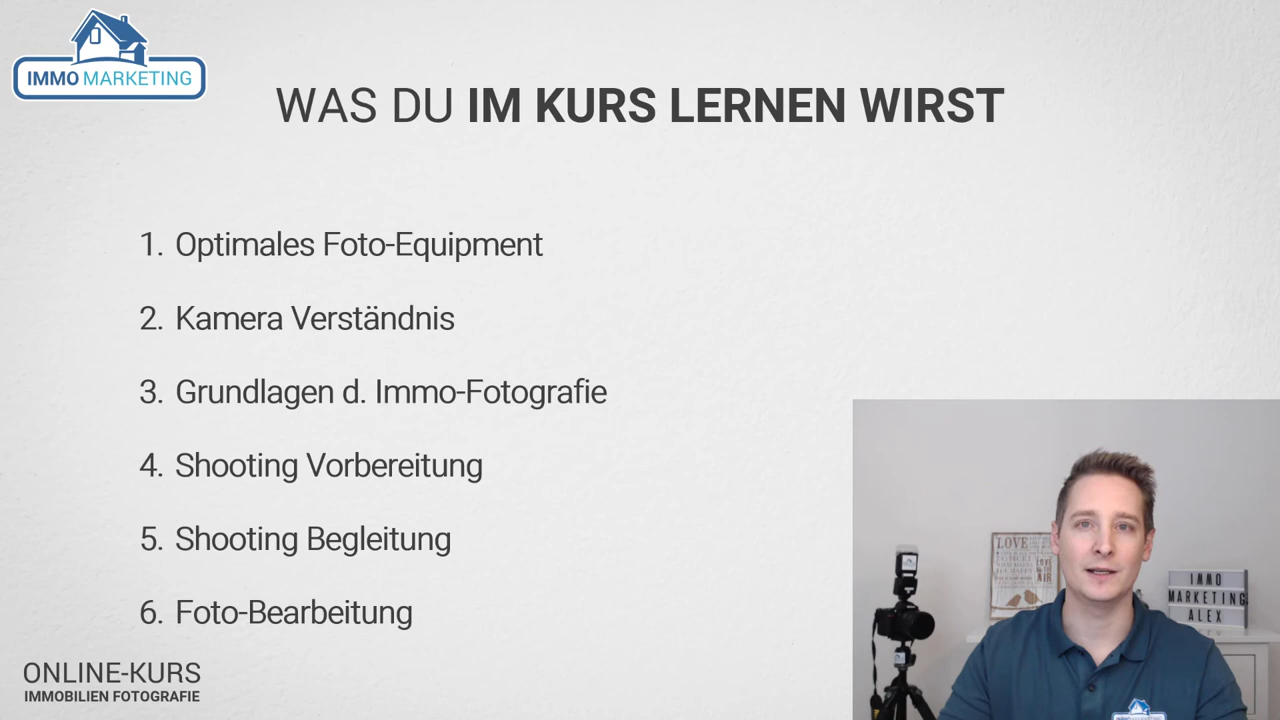 IMMO MARKETING
WAS DU IM KURS LERNEN WIRST
1. Optimales Foto-Equipment
2. Kamera Verständnis
3. Grundlagen d. Immo-Fotografie
4. Shooting Vorbereitung
5. Shooting Begleitung
6. Foto-Bearbeitung
LOVE
IMMO
MARKETING
ALEX
ONLINE-KURS
IMMOBILIEN FOTOGRAFIE